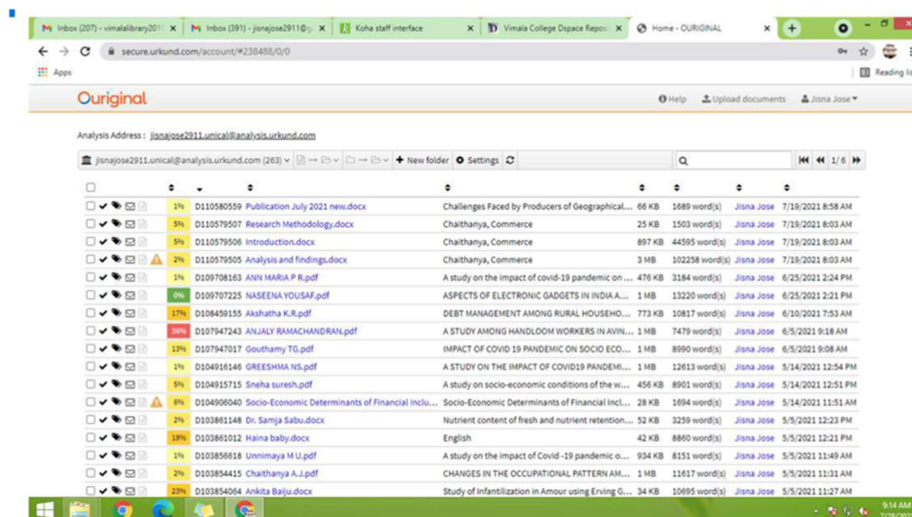 Inbox (207) - vimalalibrary201
Inbox (391) - jisnajose2911@g
Koha staff interface
Vimala College Dspace Reposi
Home - OURIGINAL
secure.urkund.com/account/#238488/0/0
Apps
Reading lis
Ouriginal
Help Upload documents Jisna Jose
Analysis Address : jisnajose2911.unical@analysis.urkund.com
jisnajose2911.unical@analysis.urkund.com (263) New folder Settings 1/6
1% D110580559 Publication July 2021 new.docx Challenges Faced by Producers of Geographical... 66 KB 1689 word(s) Jisna Jose 7/19/2021 8:58 AM
5% D110579507 Research Methodology.docx Chaithanya, Commerce 25 KB 1503 word(s) Jisna Jose 7/19/2021 8:03 AM
5% D110579506 Introduction.docx Chaithanya, Commerce 897 KB 44595 word(s) Jisna Jose 7/19/2021 8:03 AM
2% D110579505 Analysis and findings.docx Chaithanya, Commerce 3 MB 102258 word(s) Jisna Jose 7/19/2021 8:03 AM
1% D109708163 ANN MARIA P R.pdf A study on the impact of covid-19 pandemic on ... 476 KB 3184 word(s) Jisna Jose 6/25/2021 2:24 PM
0% D109707225 NASEENA YOUSAF.pdf ASPECTS OF ELECTRONIC GADGETS IN INDIA A... 1 MB 13220 word(s) Jisna Jose 6/25/2021 2:21 PM
17% D108459155 Akshatha K.R.pdf DEBT MANAGEMENT AMONG RURAL HOUSEHO... 773 KB 10817 word(s) Jisna Jose 6/10/2021 7:53 AM
D107947243 ANJALY RAMACHANDRAN.pdf A STUDY AMONG HANDLOOM WORKERS IN AVIN... 1 MB 7479 word(s) Jisna Jose 6/5/2021 9:18 AM
13% D107947017 Gouthamy TG.pdf IMPACT OF COVID 19 PANDEMIC ON SOCIO ECO... 1 MB 8990 word(s) Jisna Jose 6/5/2021 9:08 AM
1% D104916146 GREESHMA NS.pdf A STUDY ON THE IMPACT OF COVID19 PANDEMI... 1 MB 12613 word(s) Jisna Jose 5/14/2021 12:54 PM
5% D104915715 Sneha suresh.pdf A study on socio-economic conditions of the w... 456 KB 8901 word(s) Jisna Jose 5/14/2021 12:51 PM
6% D104906040 Socio-Economic Determinants of Financial Inclu... Socio-Economic Determinants of Financial Incl... 28 KB 1694 word(s) Jisna Jose 5/14/2021 11:51 AM
2% D103861148 Dr. Samja Sabu.docx Nutrient content of fresh and nutrient retention... 52 KB 3259 word(s) Jisna Jose 5/5/2021 12:23 PM
18% D103861012 Haina baby.docx English 42 KB 8860 word(s) Jisna Jose 5/5/2021 12:21 PM
1% D103856618 Unnimaya M U.pdf A study on the impact of Covid -19 pandemic o... 934 KB 8151 word(s) Jisna Jose 5/5/2021 11:49 AM
2% D103854415 Chaithanya A.J.pdf CHANGES IN THE OCCUPATIONAL PATTERN AM... 1 MB 11617 word(s) Jisna Jose 5/5/2021 11:31 AM
23% D103854064 Ankita Baiju.docx Study of Infantilization in Amour using Erving G... 34 KB 10695 word(s) Jisna Jose 5/5/2021 11:27 AM
9:14 AM